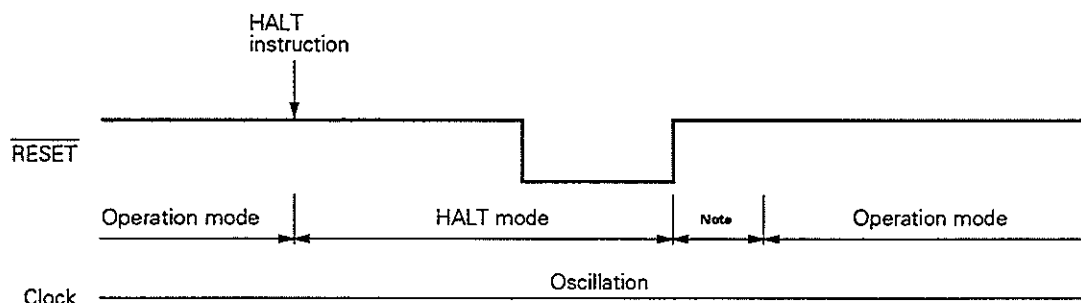 HALT
instruction
RESET
Operation mode
HALT mode
Note
Operation mode
Oscillation
Clock